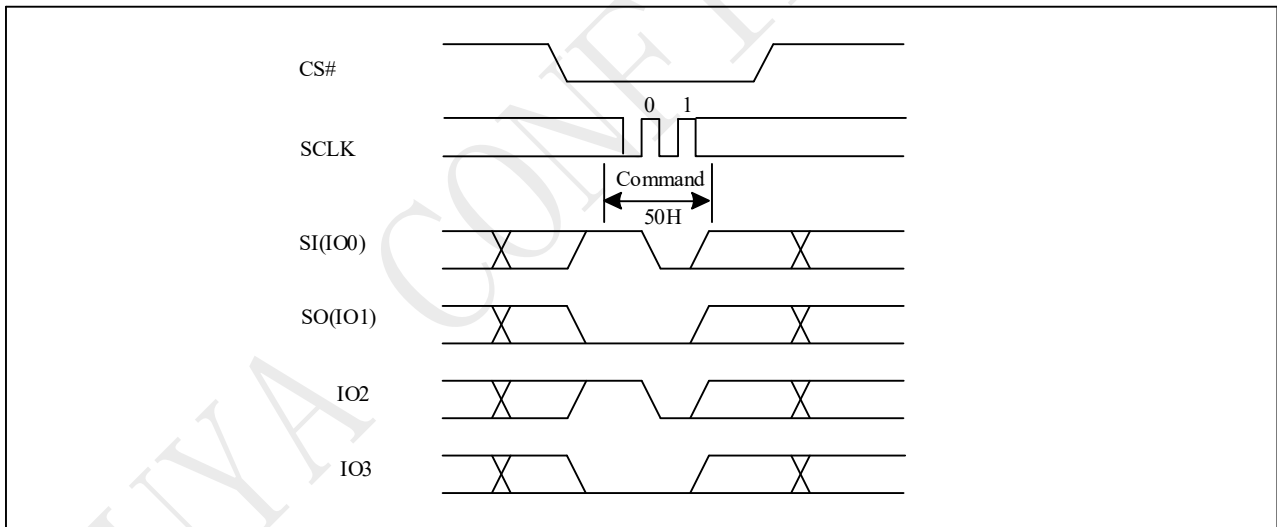 CS#
0 1
SCLK
Command
50H
SI(IO0)
SO(IO1)
IO2
IO3